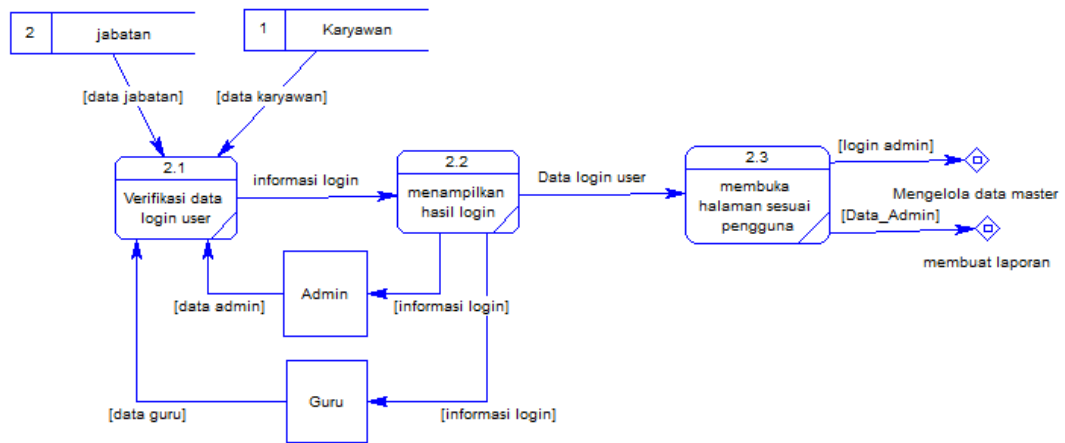 2 jabatan
1 Karyawan
[data jabatan]
[data karyawan]
2.1
Verifikasi data
login user
informasi login
2.2
menampilkan
hasil login
Data login user
2.3
membuka
halaman sesuai
pengguna
[login admin]
Mengelola data master
[Data_Admin]
membuat laporan
Admin
[data admin]
[informasi login]
Guru
[data guru]
[informasi login]